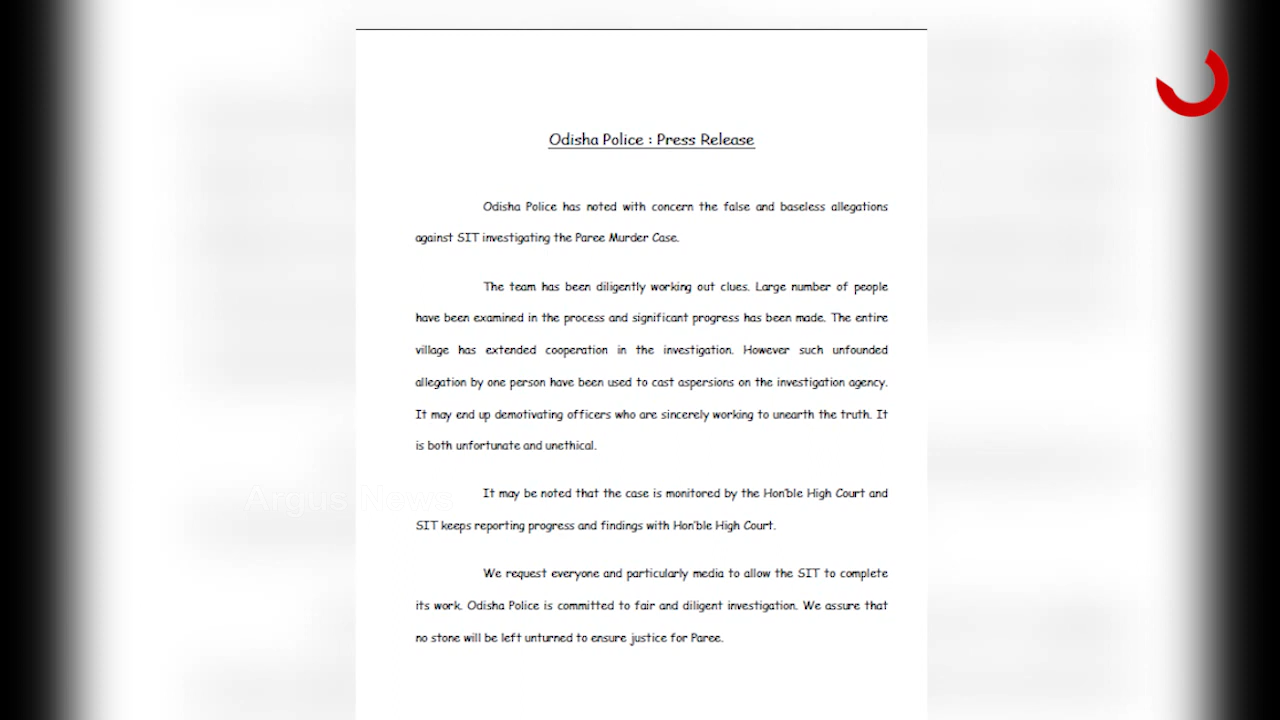 Odisha Police : Press Release
Odisha Police has noted with concern the false and baseless allegations
against SIT investigating the Paree Murder Case.
The team has been diligently working out clues. Large number of people
have been examined in the process and significant progress has been made. The entire
village has extended cooperation in the investigation. However such unfounded
allegation by one person have been used to cast aspersions on the investigation agency.
It may end up demotivating officers who are sincerely working to unearth the truth. It
is both unfortunate and unethical.
Argus News
It may be noted that the case is monitored by the Hon'ble High Court and
SIT keeps reporting progress and findings with Hon'ble High Court.
We request everyone and particularly media to allow the SIT to complete
its work. Odisha Police is committed to fair and diligent investigation. We assure that
no stone will be left unturned to ensure justice for Paree.